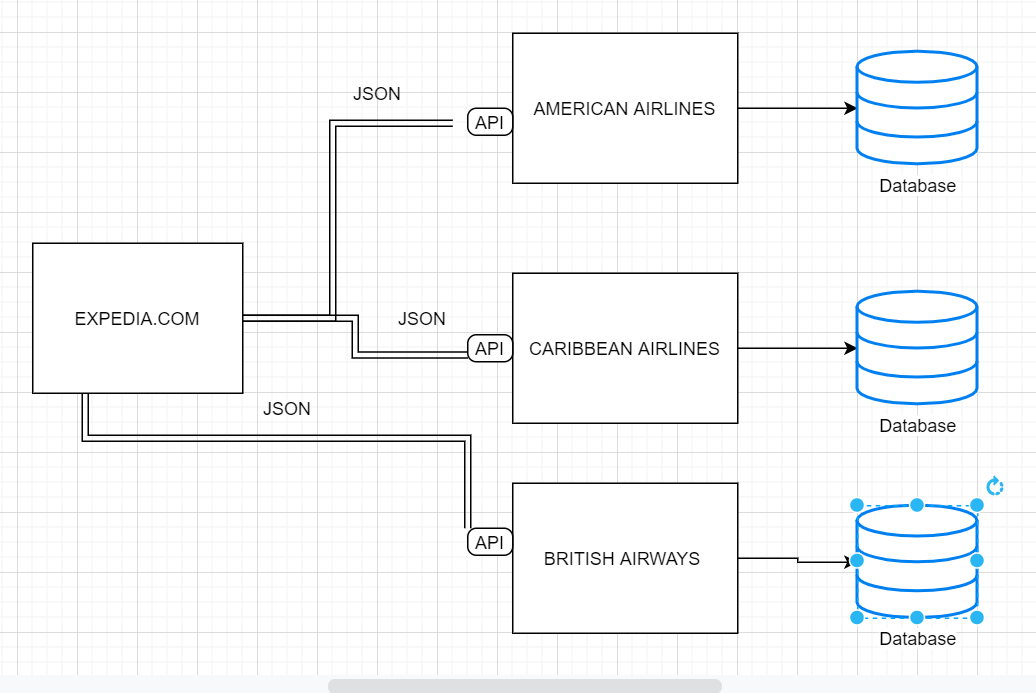 JSON
API
AMERICAN AIRLINES
Database
EXPEDIA.COM
JSON
API
CARIBBEAN AIRLINES
Database
JSON
API
BRITISH AIRWAYS
Database